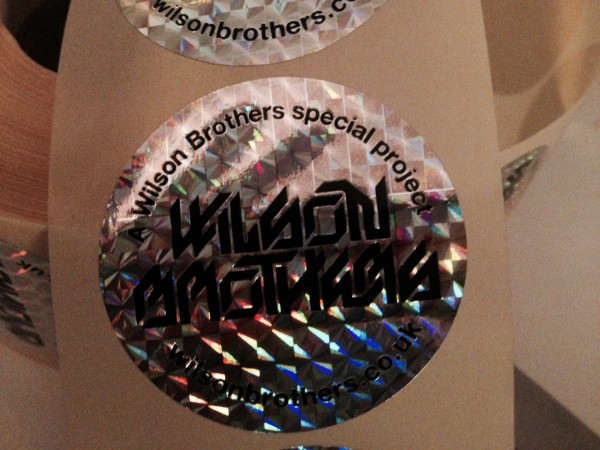 wilsonbrothers.co
A Wilson Brothers special project
WILSON
BROTHERS
wilsonbrothers.co.uk